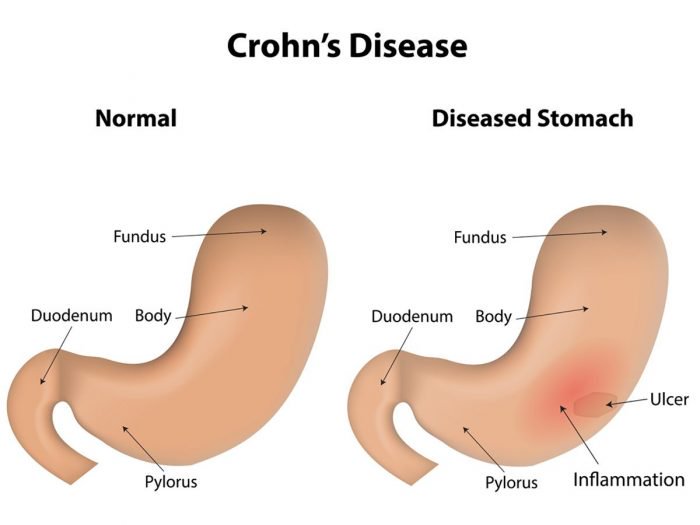 Crohn’s Disease
Normal
Diseased Stomach
Fundus
Duodenum
Body
Pylorus
Fundus
Duodenum
Body
Ulcer
Pylorus
Inflammation